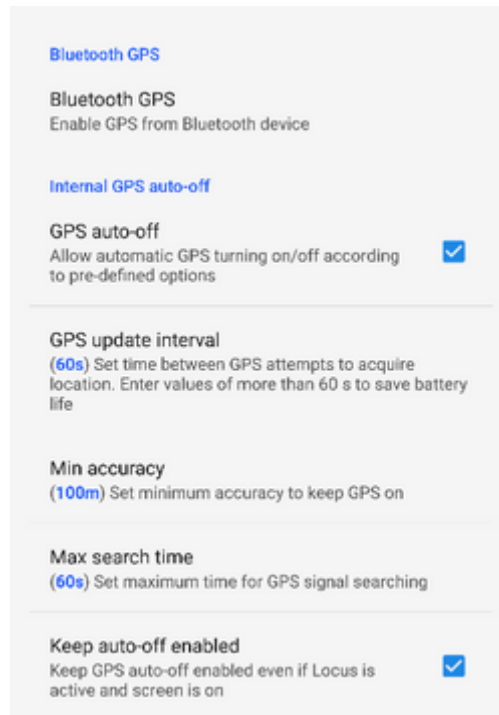 Bluetooth GPS
Bluetooth GPS
Enable GPS from Bluetooth device
Internal GPS auto-off
GPS auto-off
Allow automatic GPS turning on/off according
to pre-defined options
GPS update interval
(60s) Set time between GPS attempts to acquire
location. Enter values of more than 60 s to save battery
life
Min accuracy
(100m) Set minimum accuracy to keep GPS on
Max search time
(60s) Set maximum time for GPS signal searching
Keep auto-off enabled
Keep GPS auto-off enabled even if Locus is
active and screen is on